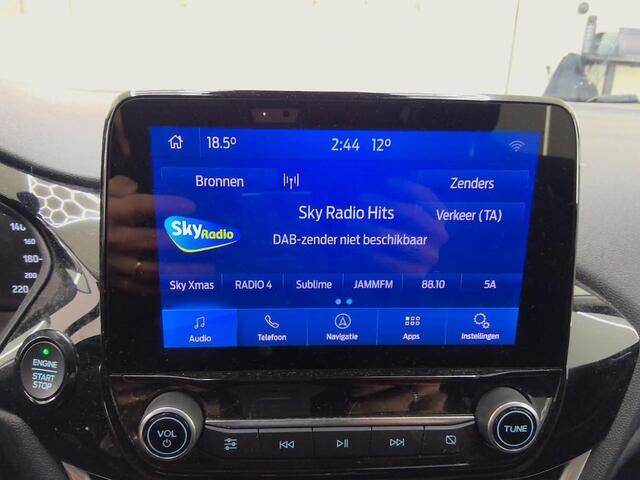 18.5° 2:44 12°
Bronnen Zenders
Sky Radio Hits
Verkeer (TA)
Sky Radio
DAB-zender niet beschikbaar
Sky Xmas RADIO 4 Sublime JAMMFM 88.10 5A
Audio Telefoon Navigatie Apps Instellingen
140
160
180
200
220
ENGINE
START
STOP
VOL
TUNE